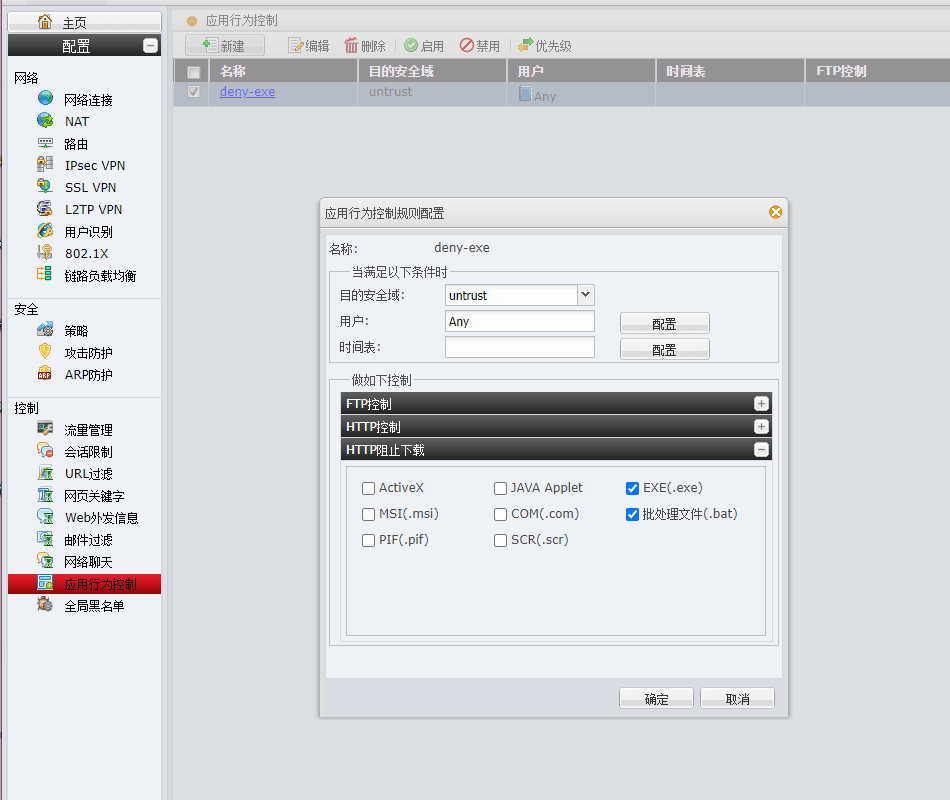 主页
配置
网络
网络连接
NAT
路由
IPsec VPN
SSL VPN
L2TP VPN
用户识别
802.1X
链路负载均衡
安全
策略
攻击防护
ARP
ARP防护
控制
流量管理
会话限制
URL过滤
网页关键字
Web外发信息
邮件过滤
网络聊天
应用行为控制
全局黑名单
应用行为控制
新建 编辑 删除 启用 禁用 优先级
名称 目的安全域 用户 时间表 FTP控制
deny-exe untrust Any
应用行为控制规则配置
名称: deny-exe
当满足以下条件时
目的安全域: untrust
用户: Any 配置
时间表: 配置
做如下控制
FTP控制
HTTP控制
HTTP阻止下载
ActiveX JAVA Applet EXE(.exe)
MSI(.msi) COM(.com) 批处理文件(.bat)
PIF(.pif) SCR(.scr)
确定 取消